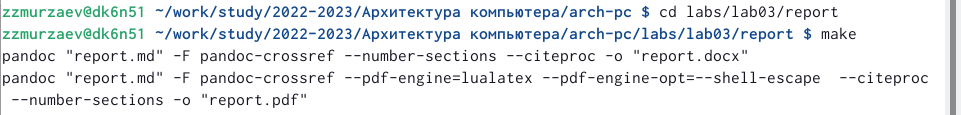 zzmurzaev@dk6n51 ~/work/study/2022-2023/Архитектура компьютера/arch-pc $ cd labs/lab03/report
zzmurzaev@dk6n51 ~/work/study/2022-2023/Архитектура компьютера/arch-pc/labs/lab03/report $ make
pandoc "report.md" -F pandoc-crossref --number-sections --citeproc -o "report.docx"
pandoc "report.md" -F pandoc-crossref --pdf-engine=lualatex --pdf-engine-opt=--shell-escape  --citeproc
 --number-sections -o "report.pdf"